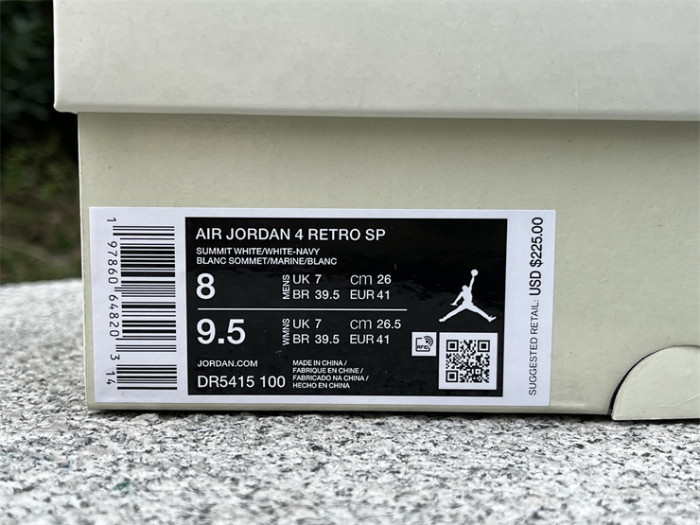 1 97860 64820 3 14
AIR JORDAN 4 RETRO SP
SUMMIT WHITE/WHITE-NAVY
BLANC SOMMET/MARINE/BLANC
8 MENS UK 7 cm 26
BR 39.5 EUR 41
9.5 WMNS UK 7 cm 26.5
BR 39.5 EUR 41
JORDAN.COM
DR5415 100
MADE IN CHINA /
FABRIQUE EN CHINE /
FABRICADO NA CHINA /
HECHO EN CHINA
RFID
SUGGESTED RETAIL: USD $225.00